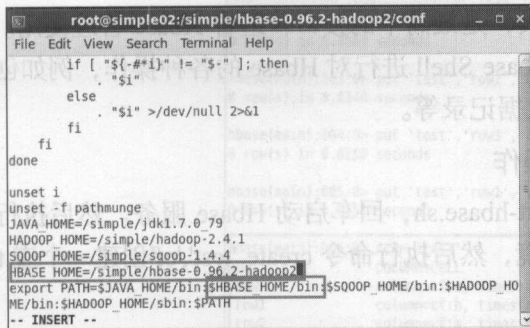 root@simple02:/simple/hbase-0.96.2-hadoop2/conf
File Edit View Search Terminal Help
if [ "${-#*i}" != "$-" ]; then
. "$i"
else
. "$i" >/dev/null 2>&1
fi
fi
done
unset i
unset -f pathmunge
JAVA_HOME=/simple/jdk1.7.0_79
HADOOP_HOME=/simple/hadoop-2.4.1
SQOOP_HOME=/simple/sqoop-1.4.4
HBASE_HOME=/simple/hbase-0.96.2-hadoop2
export PATH=$JAVA_HOME/bin:$HBASE_HOME/bin:$SQOOP_HOME/bin:$HADOOP_HO
ME/bin:$HADOOP_HOME/sbin:$PATH
-- INSERT --